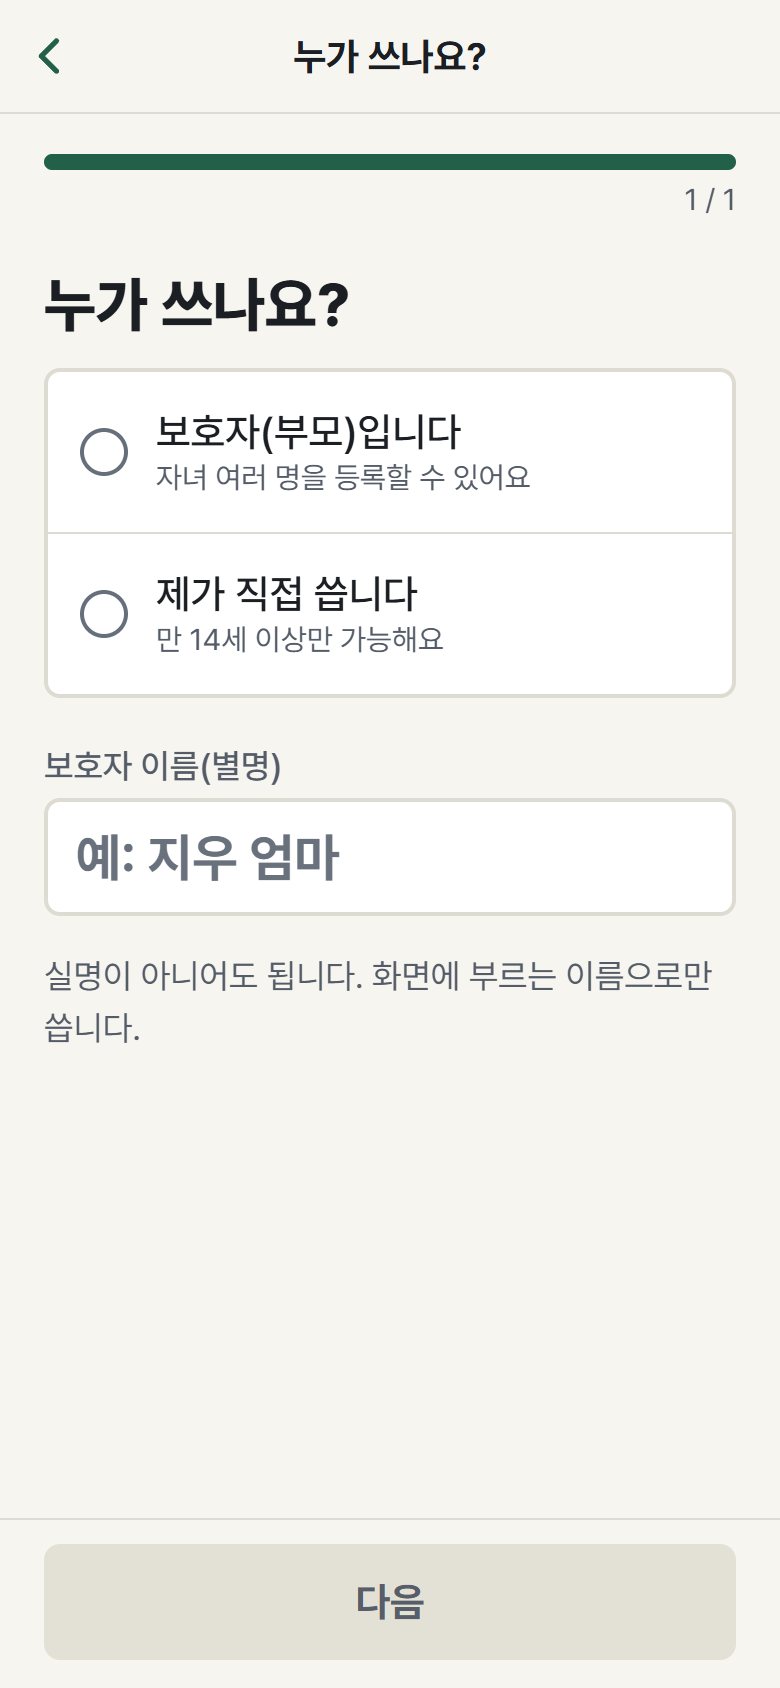 누가 쓰나요?
1 / 1
누가 쓰나요?
보호자(부모)입니다
자녀 여러 명을 등록할 수 있어요
제가 직접 씁니다
만 14세 이상만 가능해요
보호자 이름(별명)
예: 지우 엄마
실명이 아니어도 됩니다. 화면에 부르는 이름으로만
씁니다.
다음